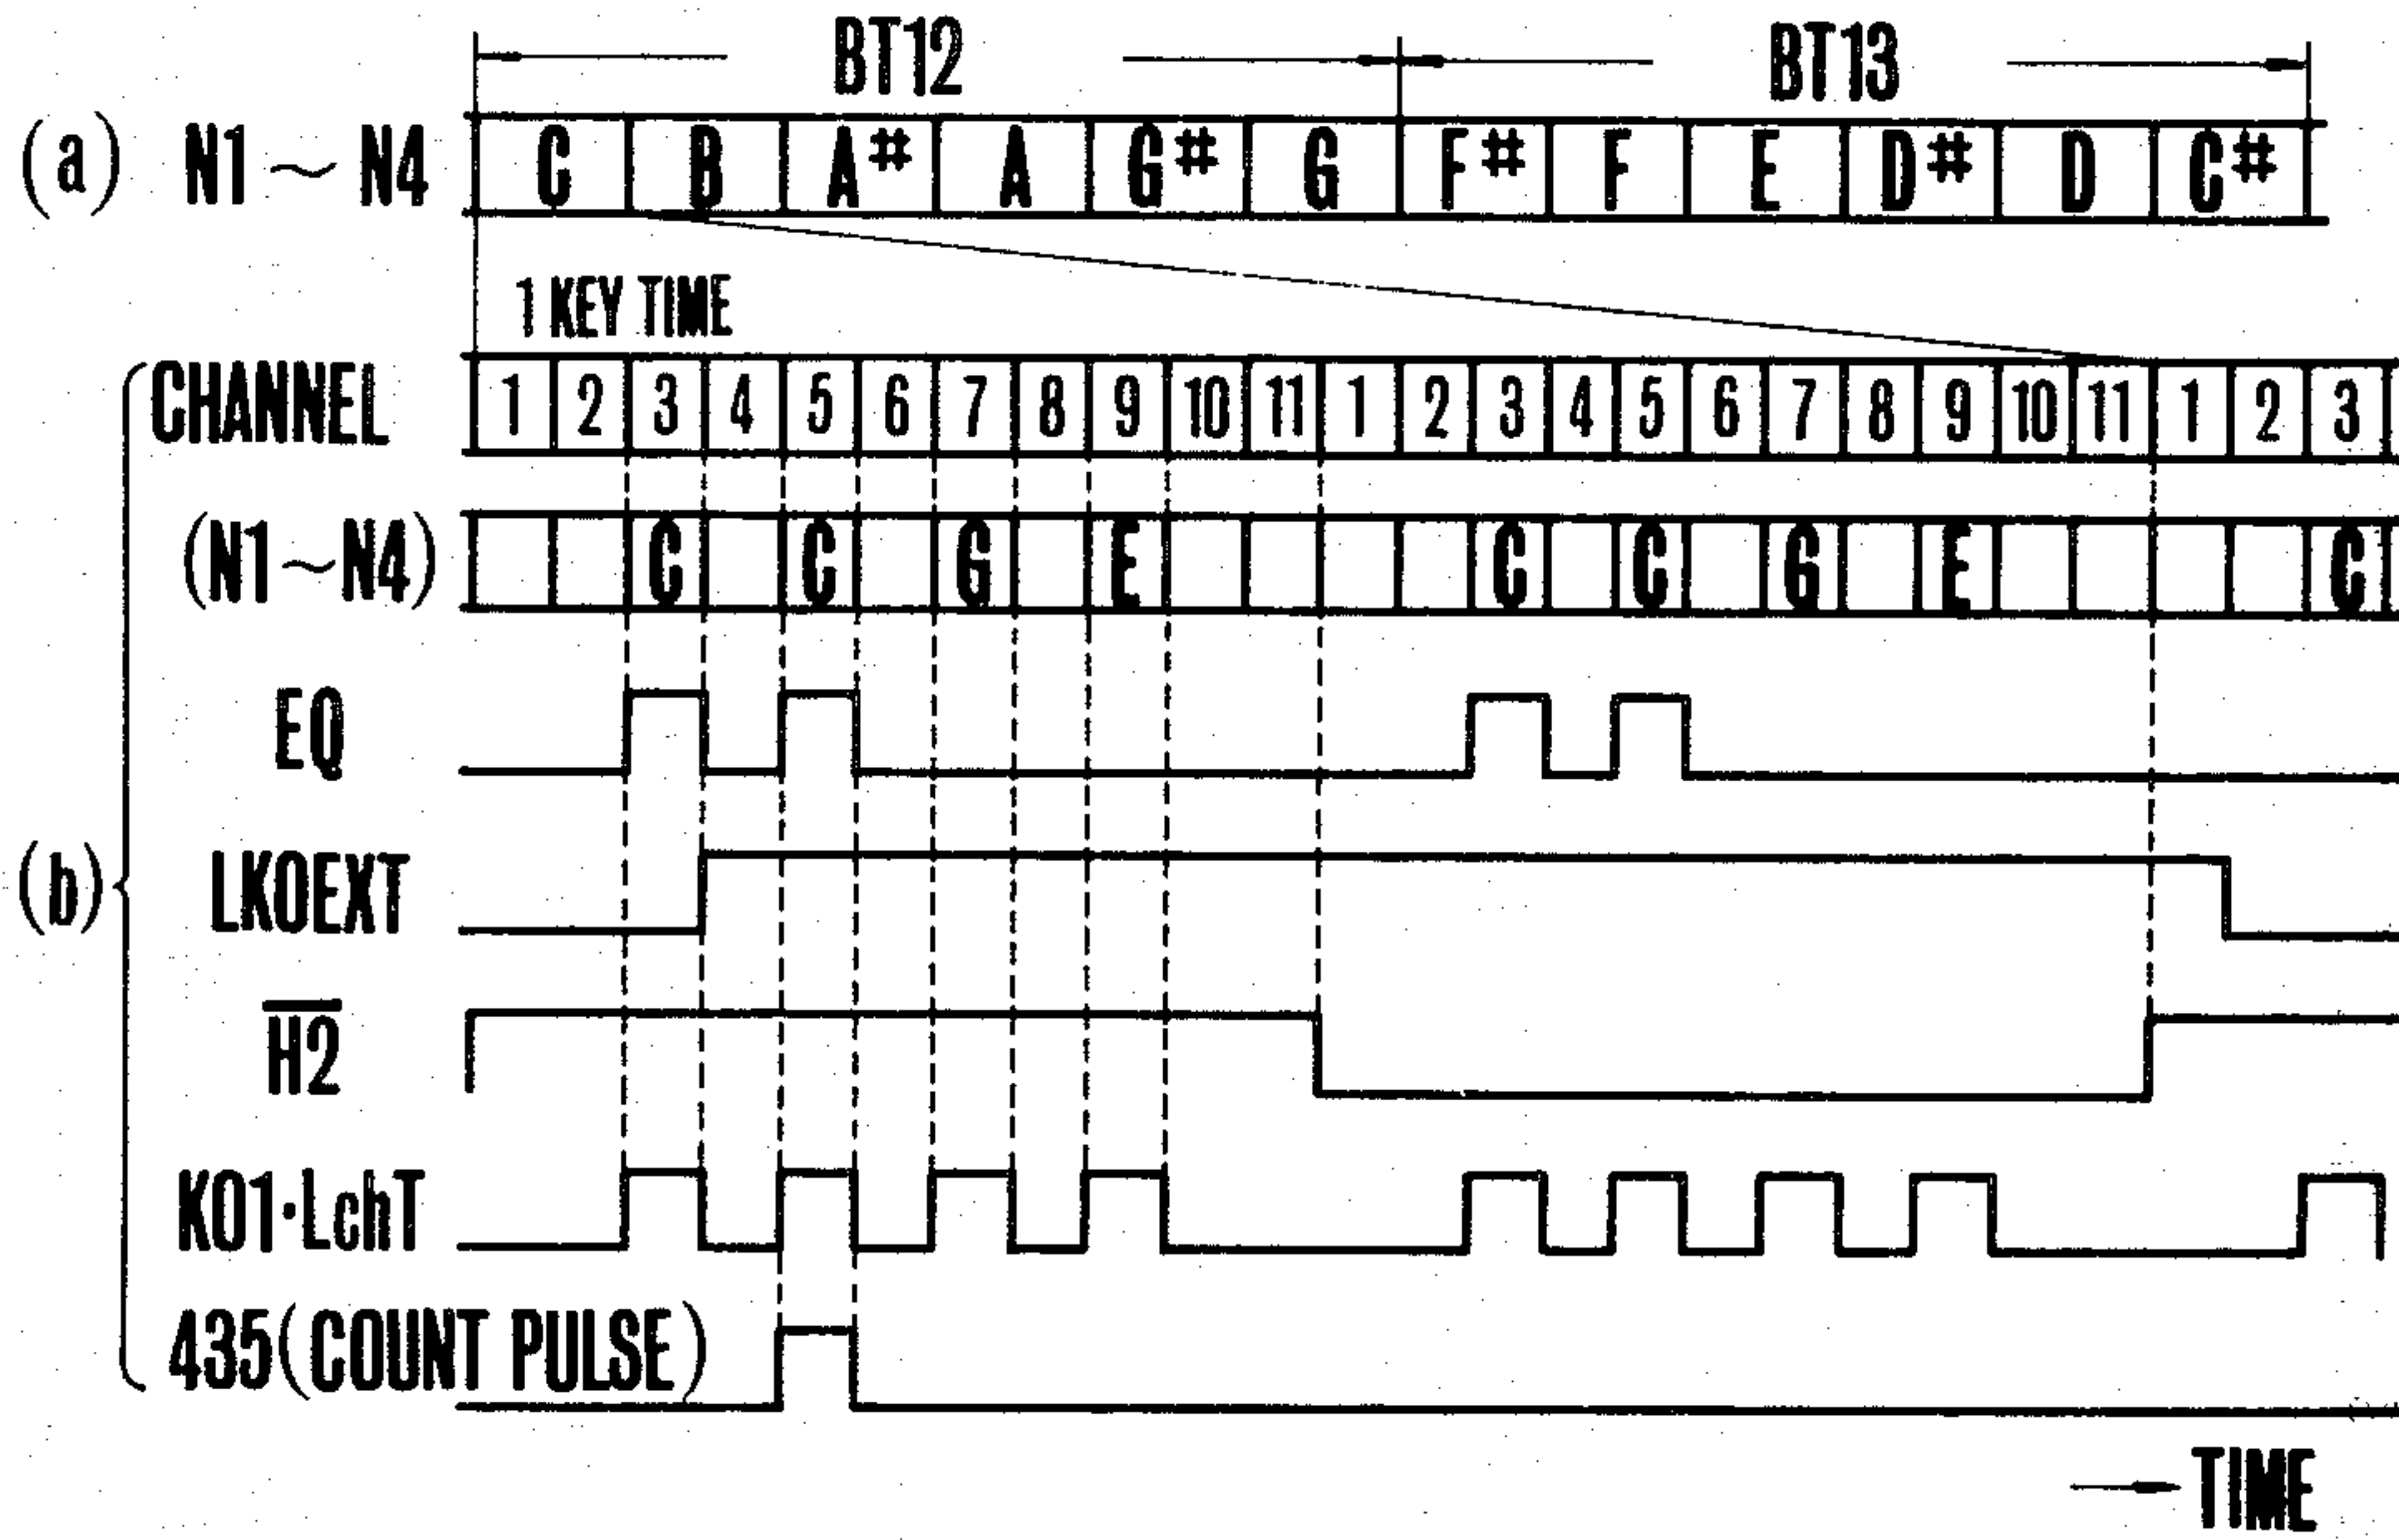 BT12 BT13
(a) N1 ~ N4 C B A# A G# G F# F E D# D C#
1 KEY TIME
CHANNEL 1 2 3 4 5 6 7 8 9 10 11 1 2 3 4 5 6 7 8 9 10 11 1 2 3
(N1~N4) C C G E C C G E C
EQ
(b) LKOEXT
H̅2̅
KO1·LchT
435(COUNT PULSE)
TIME